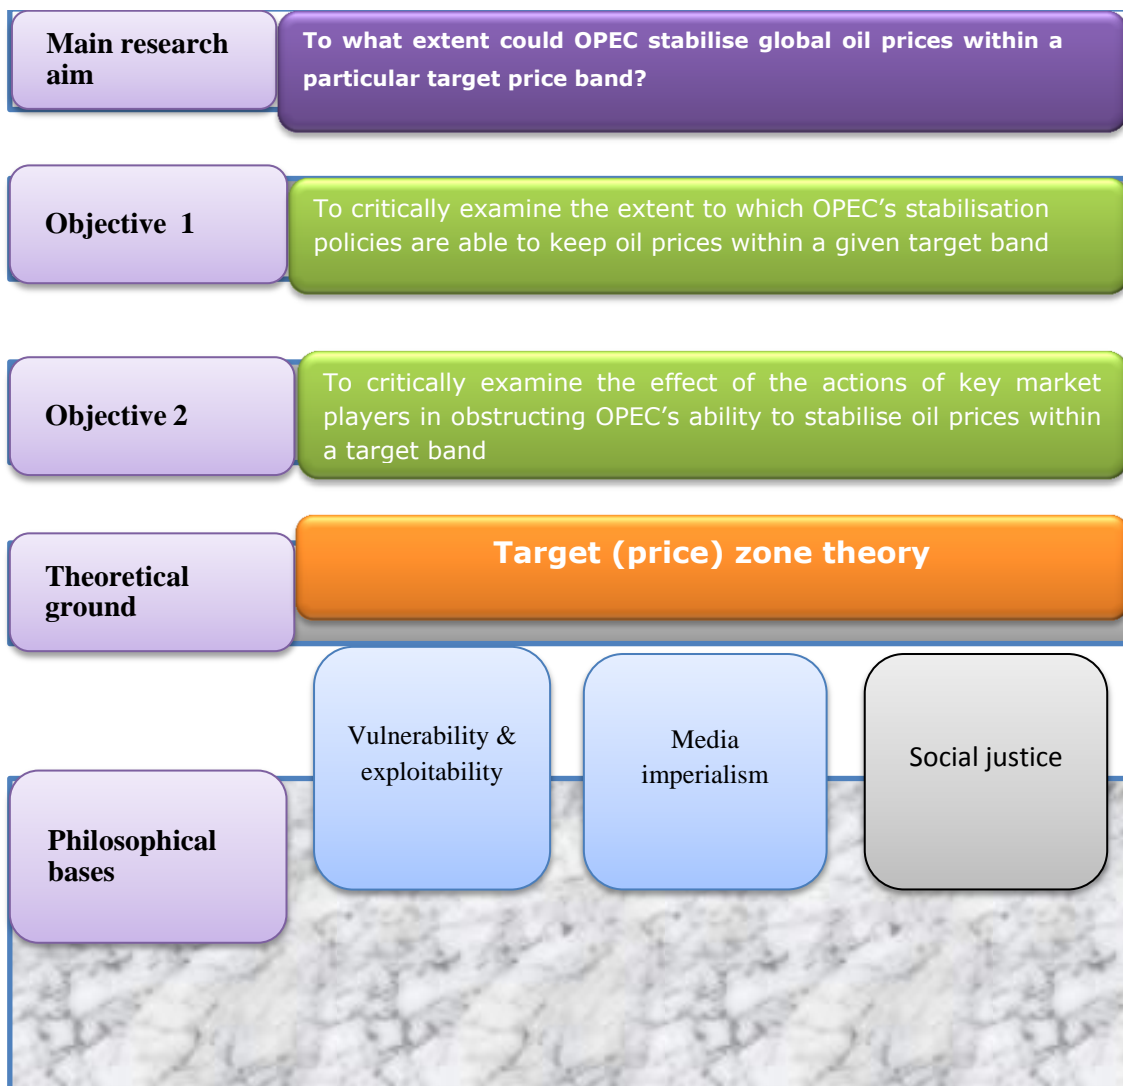 Main research
aim
To what extent could OPEC stabilise global oil prices within a
particular target price band?
Objective 1
To critically examine the extent to which OPEC’s stabilisation
policies are able to keep oil prices within a given target band
Objective 2
To critically examine the effect of the actions of key market
players in obstructing OPEC’s ability to stabilise oil prices within
a target band
Theoretical
ground
Target (price) zone theory
Vulnerability &
exploitability
Media
imperialism
Social justice
Philosophical
bases